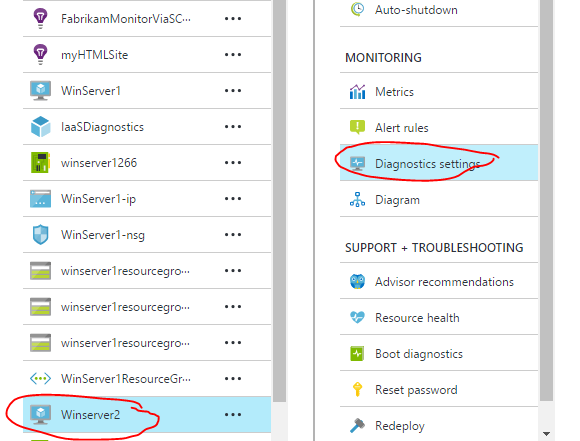 FabrikamMonitorViaSC···
myHTMLSite
WinServer1
IaaSDiagnostics
winserver1266
WinServer1-ip
WinServer1-nsg
winserver1resourcegro···
winserver1resourcegro···
winserver1resourcegro···
WinServer1ResourceGr···
Winserver2
Auto-shutdown
MONITORING
Metrics
Alert rules
Diagnostics settings
Diagram
SUPPORT + TROUBLESHOOTING
Advisor recommendations
Resource health
Boot diagnostics
Reset password
Redeploy